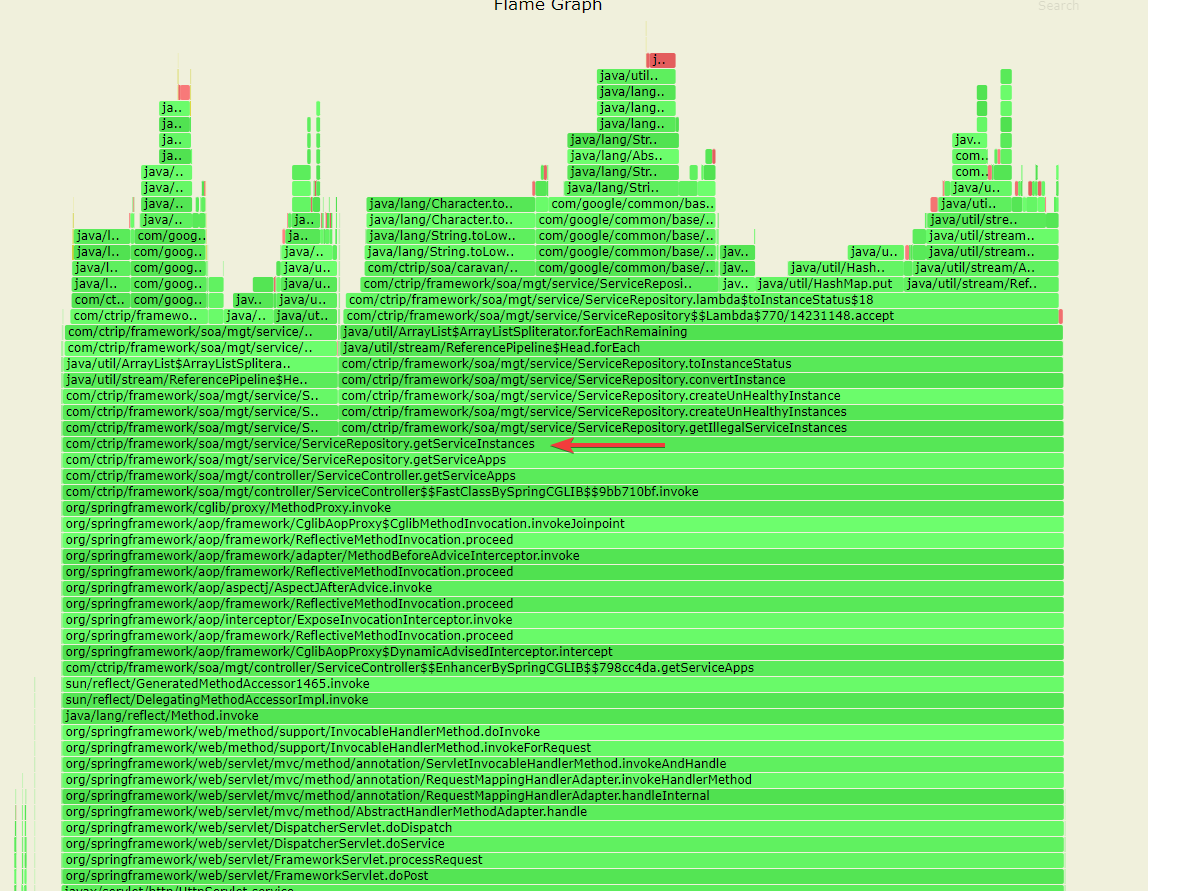 Flame Graph
Search
j..
java/util..
java/lang..
ja.. java/lang..
ja.. java/lang..
ja.. java/lang/Str.. jav..
ja.. java/lang/Abs.. com..
java/.. java/lang/Str.. com..
java/.. java/lang/Stri.. java/u..
java/.. java/lang/Character.to.. com/google/common/bas.. java/uti..
java/.. ja.. java/lang/Character.to.. com/google/common/base/.. java/util/stre..
java/l.. com/goog.. ja.. java/lang/String.toLow.. com/google/common/base/.. java/util/stream..
java/l.. com/goog.. java/.. java/lang/String.toLow.. com/google/common/base/.. jav.. java/u.. java/util/stream..
java/l.. com/goog.. java/u.. com/ctrip/soa/caravan/.. com/google/common/base/.. jav.. java/util/Hash.. java/util/stream/A..
java/l.. com/goog.. java/u.. com/ctrip/framework/soa/mgt/service/ServiceReposi.. jav.. java/util/HashMap.put java/util/stream/Ref..
com/ct.. com/goog.. jav.. java/u.. com/ctrip/framework/soa/mgt/service/ServiceRepository.lambda$toInstanceStatus$18
com/ctrip/framewo.. java/.. java/ut.. com/ctrip/framework/soa/mgt/service/ServiceRepository$$Lambda$770/14231148.accept
com/ctrip/framework/soa/mgt/service/.. java/util/ArrayList$ArrayListSpliterator.forEachRemaining
com/ctrip/framework/soa/mgt/service/.. java/util/stream/ReferencePipeline$Head.forEach
java/util/ArrayList$ArrayListSplitera.. com/ctrip/framework/soa/mgt/service/ServiceRepository.toInstanceStatus
java/util/stream/ReferencePipeline$He.. com/ctrip/framework/soa/mgt/service/ServiceRepository.convertInstance
com/ctrip/framework/soa/mgt/service/S.. com/ctrip/framework/soa/mgt/service/ServiceRepository.createUnHealthyInstance
com/ctrip/framework/soa/mgt/service/S.. com/ctrip/framework/soa/mgt/service/ServiceRepository.createUnHealthyInstances
com/ctrip/framework/soa/mgt/service/S.. com/ctrip/framework/soa/mgt/service/ServiceRepository.getIllegalServiceInstances
com/ctrip/framework/soa/mgt/service/ServiceRepository.getServiceInstances
com/ctrip/framework/soa/mgt/service/ServiceRepository.getServiceApps
com/ctrip/framework/soa/mgt/controller/ServiceController.getServiceApps
com/ctrip/framework/soa/mgt/controller/ServiceController$$FastClassBySpringCGLIB$$9bb710bf.invoke
org/springframework/cglib/proxy/MethodProxy.invoke
org/springframework/aop/framework/CglibAopProxy$CglibMethodInvocation.invokeJoinpoint
org/springframework/aop/framework/ReflectiveMethodInvocation.proceed
org/springframework/aop/framework/adapter/MethodBeforeAdviceInterceptor.invoke
org/springframework/aop/framework/ReflectiveMethodInvocation.proceed
org/springframework/aop/aspectj/AspectJAfterAdvice.invoke
org/springframework/aop/framework/ReflectiveMethodInvocation.proceed
org/springframework/aop/interceptor/ExposeInvocationInterceptor.invoke
org/springframework/aop/framework/ReflectiveMethodInvocation.proceed
org/springframework/aop/framework/CglibAopProxy$DynamicAdvisedInterceptor.intercept
com/ctrip/framework/soa/mgt/controller/ServiceController$$EnhancerBySpringCGLIB$$798cc4da.getServiceApps
sun/reflect/GeneratedMethodAccessor1465.invoke
sun/reflect/DelegatingMethodAccessorImpl.invoke
java/lang/reflect/Method.invoke
org/springframework/web/method/support/InvocableHandlerMethod.doInvoke
org/springframework/web/method/support/InvocableHandlerMethod.invokeForRequest
org/springframework/web/servlet/mvc/method/annotation/ServletInvocableHandlerMethod.invokeAndHandle
org/springframework/web/servlet/mvc/method/annotation/RequestMappingHandlerAdapter.invokeHandlerMethod
org/springframework/web/servlet/mvc/method/annotation/RequestMappingHandlerAdapter.handleInternal
org/springframework/web/servlet/mvc/method/AbstractHandlerMethodAdapter.handle
org/springframework/web/servlet/DispatcherServlet.doDispatch
org/springframework/web/servlet/DispatcherServlet.doService
org/springframework/web/servlet/FrameworkServlet.processRequest
org/springframework/web/servlet/FrameworkServlet.doPost
javax/servlet/http/HttpServlet.service